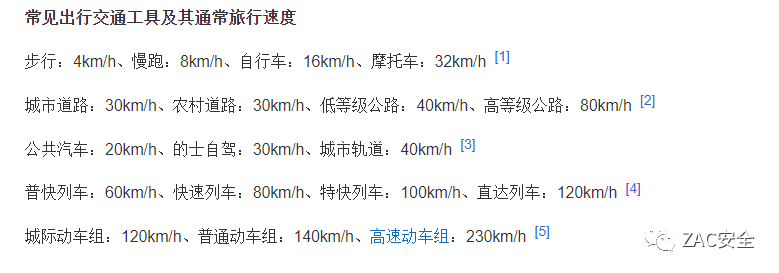 常见出行交通工具及其通常旅行速度
步行：4km/h、慢跑：8km/h、自行车：16km/h、摩托车：32km/h [1]
城市道路：30km/h、农村道路：30km/h、低等级公路：40km/h、高等级公路：80km/h [2]
公共汽车：20km/h、的士自驾：30km/h、城市轨道：40km/h [3]
普快列车：60km/h、快速列车：80km/h、特快列车：100km/h、直达列车：120km/h [4]
城际动车组：120km/h、普通动车组：140km/h、高速动车组：230km/h [5]
ZAC安全